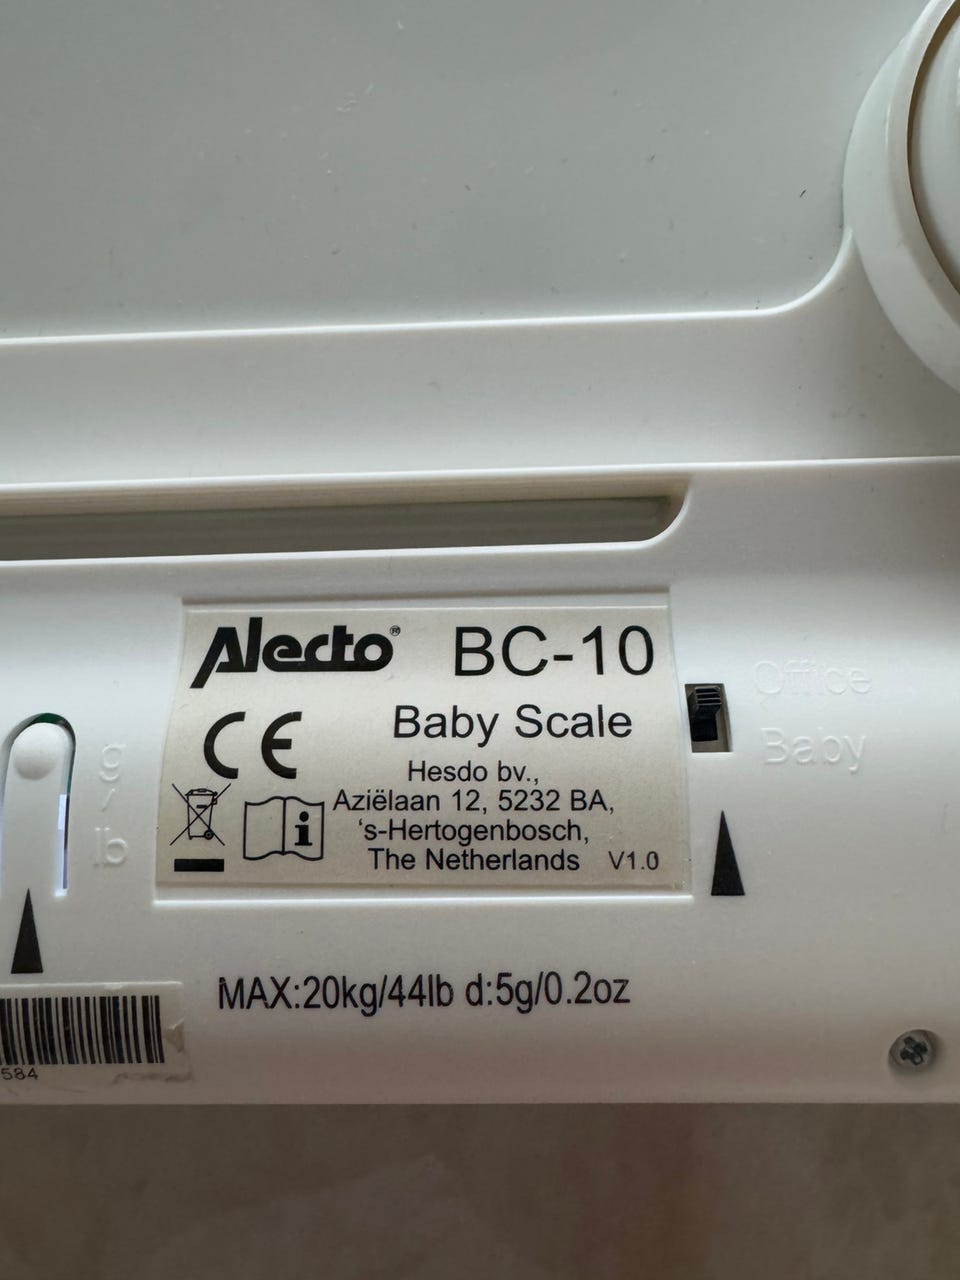 Alecto® BC-10
Baby Scale
CE
Hesdo bv.,
Aziëlaan 12, 5232 BA,
's-Hertogenbosch,
The Netherlands V1.0
Office
Baby
g
/
lb
MAX:20kg/44lb d:5g/0.2oz
584